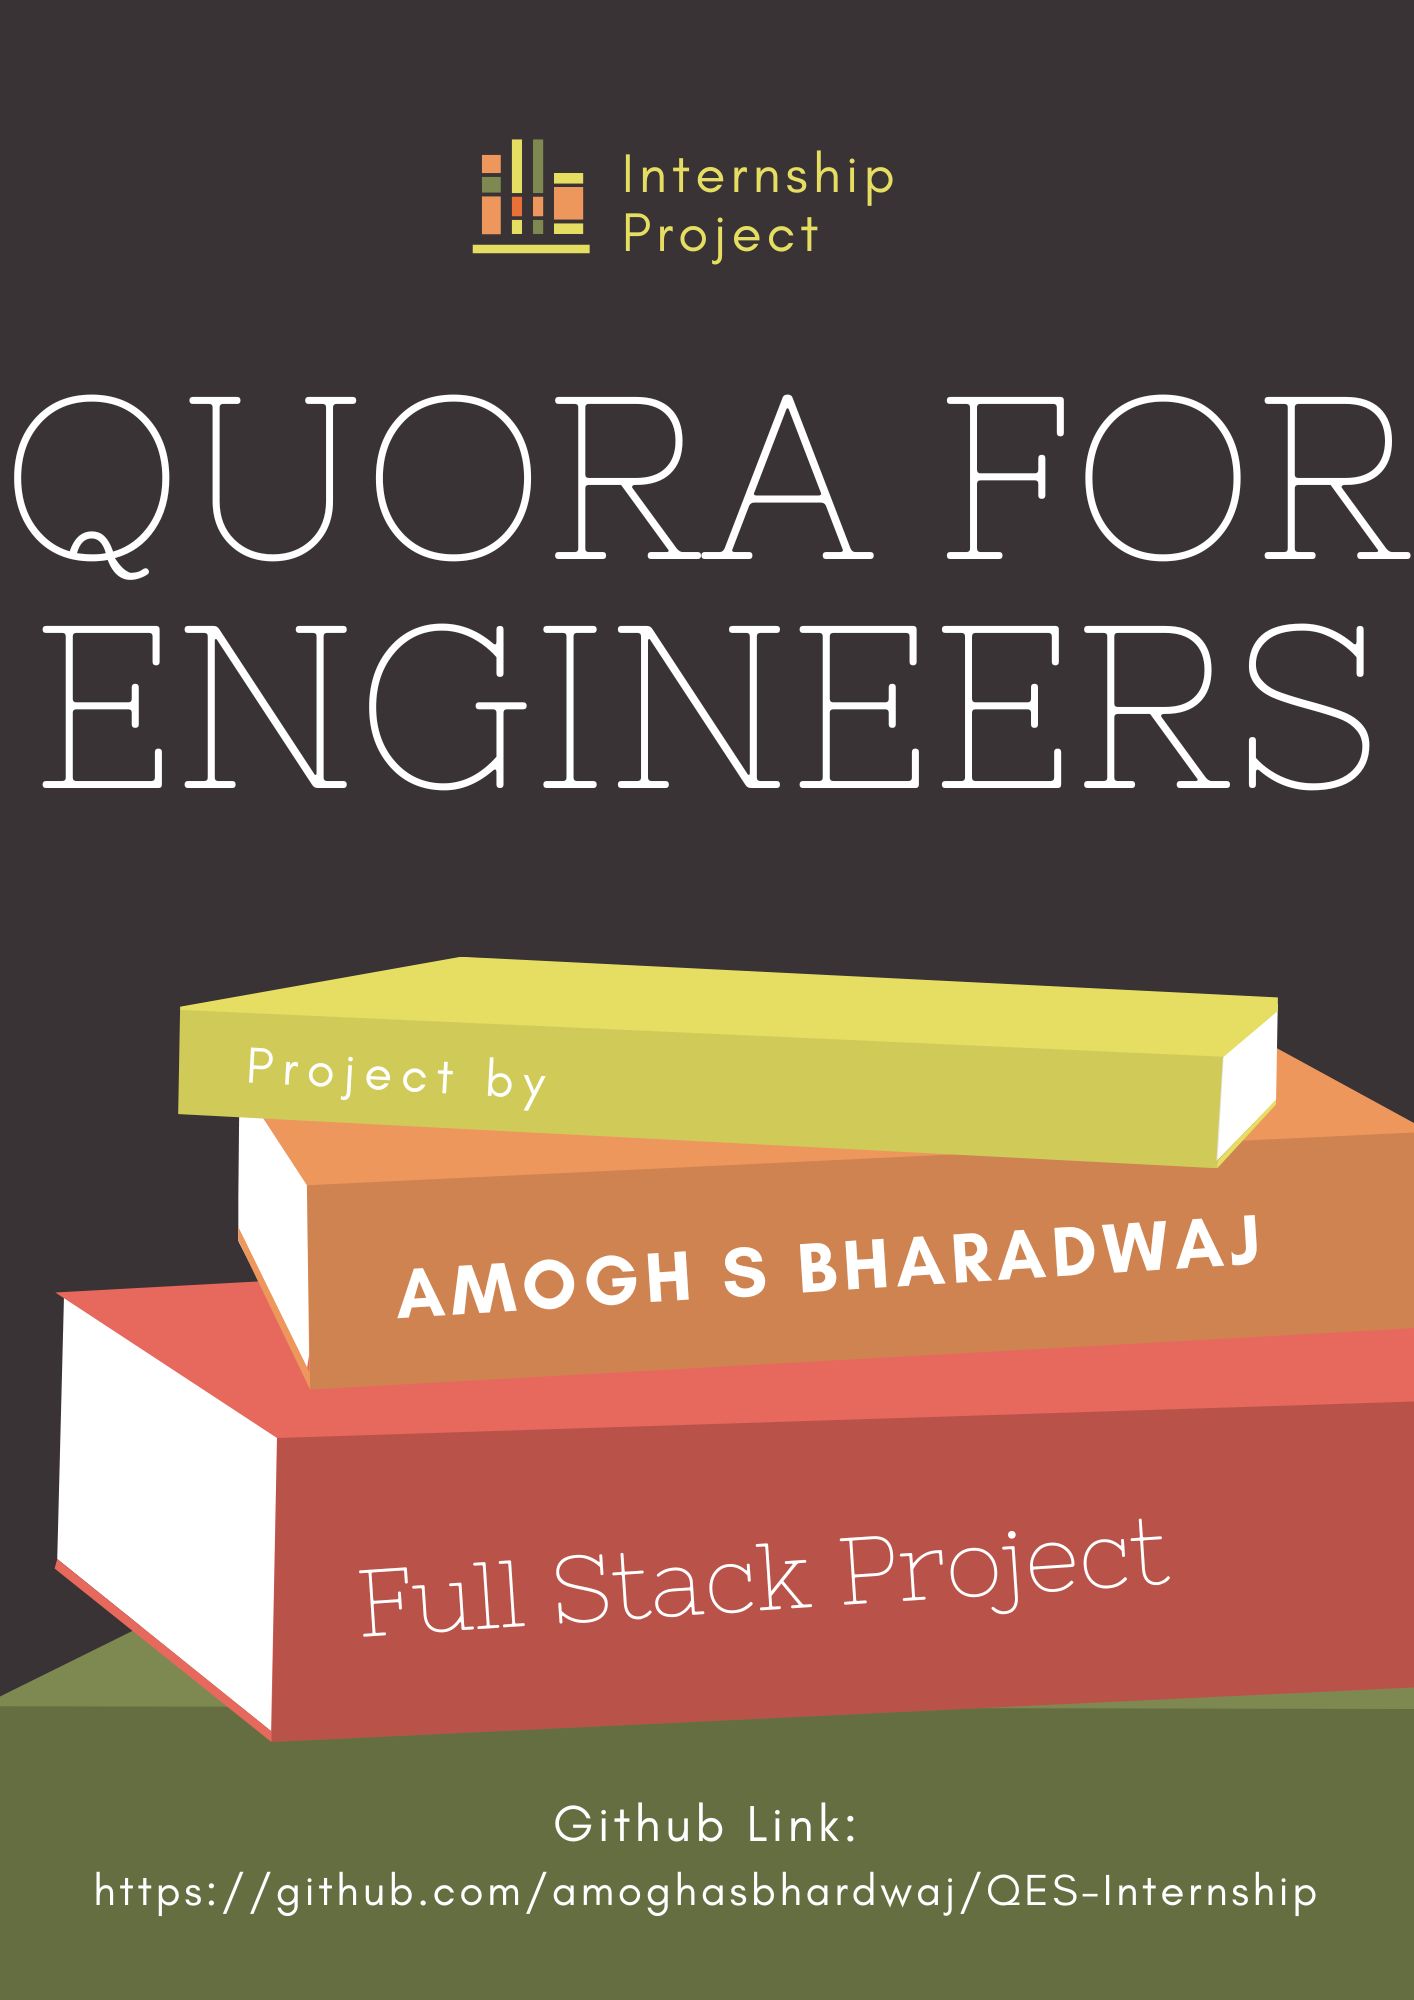 Internship
Project
QUORA FOR
ENGINEERS
Project by
AMOGH S BHARADWAJ
Full Stack Project
Github Link:
https://github.com/amoghasbhardwaj/QES-Internship